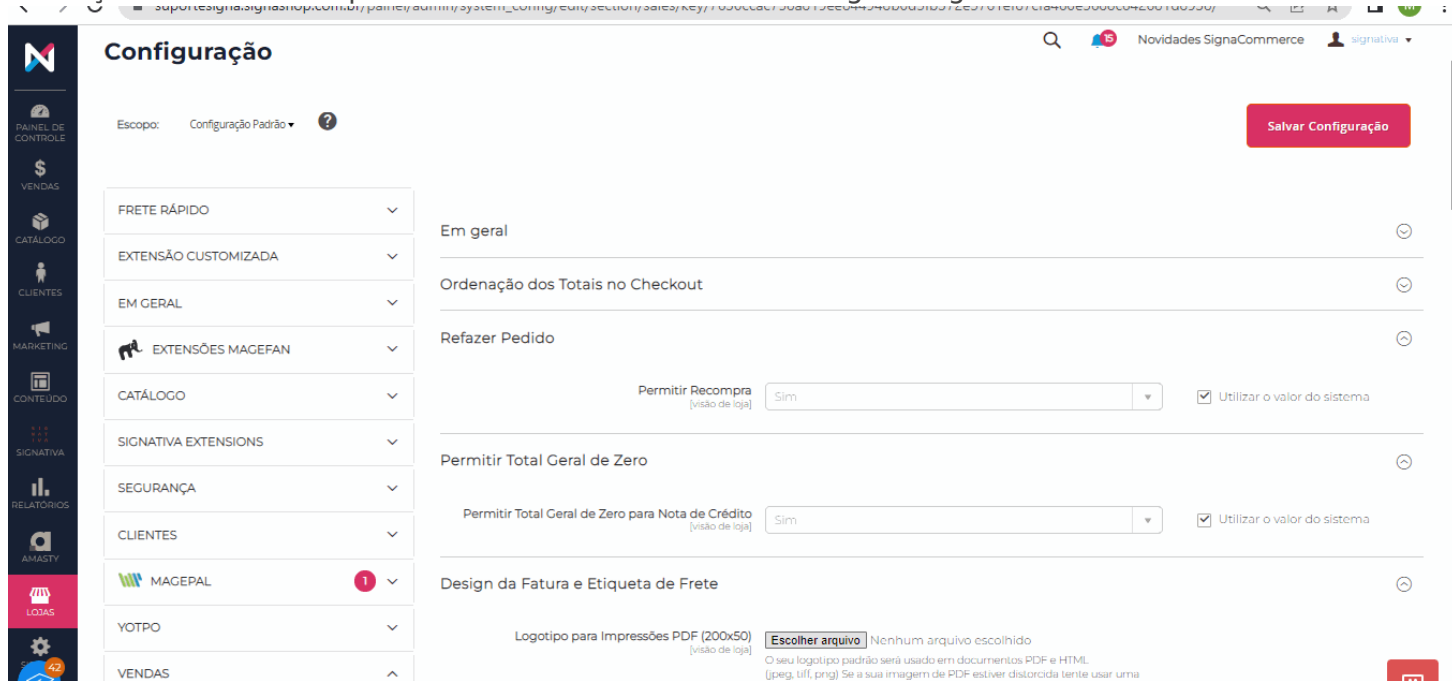 Configuração
15
Novidades SignaCommerce
signativa
Escopo:
Configuração Padrão
?
Salvar Configuração
PAINEL DE
CONTROLE
$
VENDAS
CATÁLOGO
CLIENTES
MARKETING
CONTEÚDO
SIGNATIVA
RELATÓRIOS
AMASTY
LOJAS
42
FRETE RÁPIDO
EXTENSÃO CUSTOMIZADA
EM GERAL
EXTENSÕES MAGEFAN
CATÁLOGO
SIGNATIVA EXTENSIONS
SEGURANÇA
CLIENTES
MAGEPAL
1
YOTPO
VENDAS
Em geral
Ordenação dos Totais no Checkout
Refazer Pedido
Permitir Recompra
[visão de loja]
Sim
Utilizar o valor do sistema
Permitir Total Geral de Zero
Permitir Total Geral de Zero para Nota de Crédito
[visão de loja]
Sim
Utilizar o valor do sistema
Design da Fatura e Etiqueta de Frete
Logotipo para Impressões PDF (200x50)
[visão de loja]
Escolher arquivo Nenhum arquivo escolhido
O seu logotipo padrão será usado em documentos PDF e HTML
(jpeg, tiff, png) Se a sua imagem de PDF estiver distorcida tente usar uma